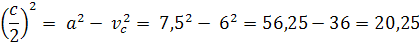 (c/2)² = a² − v_c² = 7,5² − 6² = 56,25 − 36 = 20,25